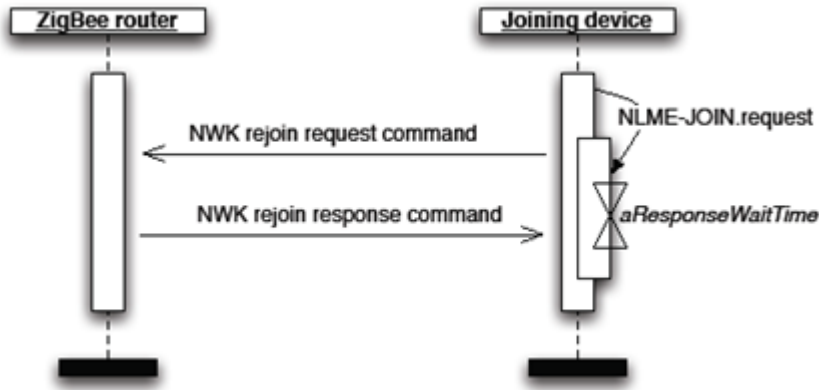 ZigBee router
Joining device
NLME-JOIN.request
NWK rejoin request command
NWK rejoin response command
aResponseWaitTime